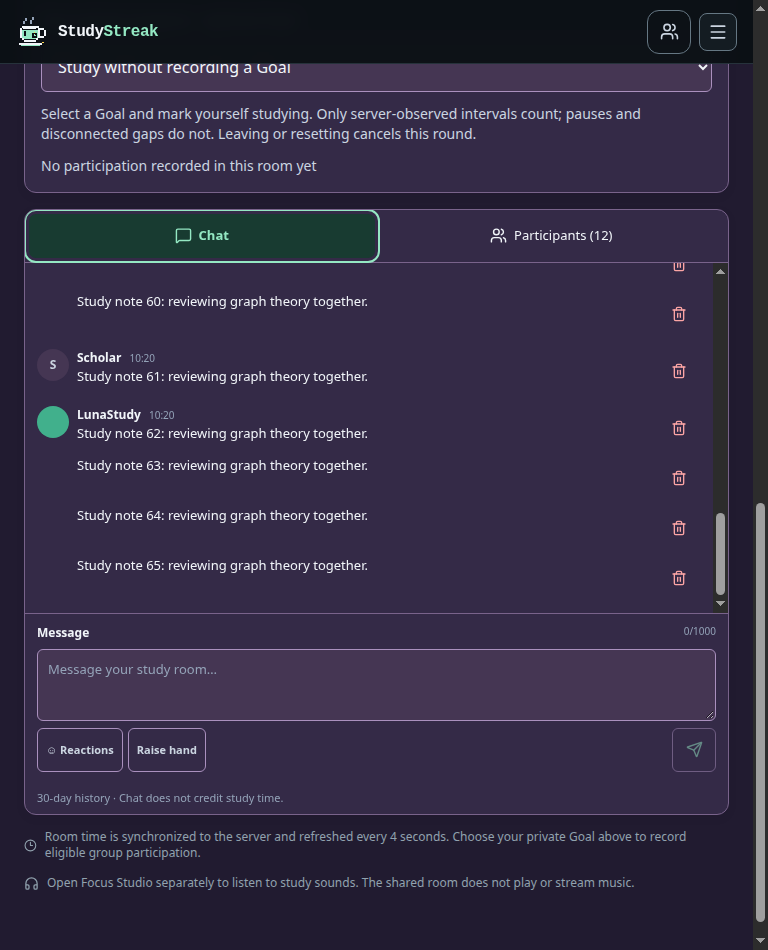 StudyStreak
Study without recording a Goal
Select a Goal and mark yourself studying. Only server-observed intervals count; pauses and
disconnected gaps do not. Leaving or resetting cancels this round.
No participation recorded in this room yet
Chat
Participants (12)
Study note 60: reviewing graph theory together.
S
Scholar 10:20
Study note 61: reviewing graph theory together.
LunaStudy 10:20
Study note 62: reviewing graph theory together.
Study note 63: reviewing graph theory together.
Study note 64: reviewing graph theory together.
Study note 65: reviewing graph theory together.
Message 0/1000
Message your study room...
☺ Reactions
Raise hand
30-day history · Chat does not credit study time.
Room time is synchronized to the server and refreshed every 4 seconds. Choose your private Goal above to record
eligible group participation.
Open Focus Studio separately to listen to study sounds. The shared room does not play or stream music.